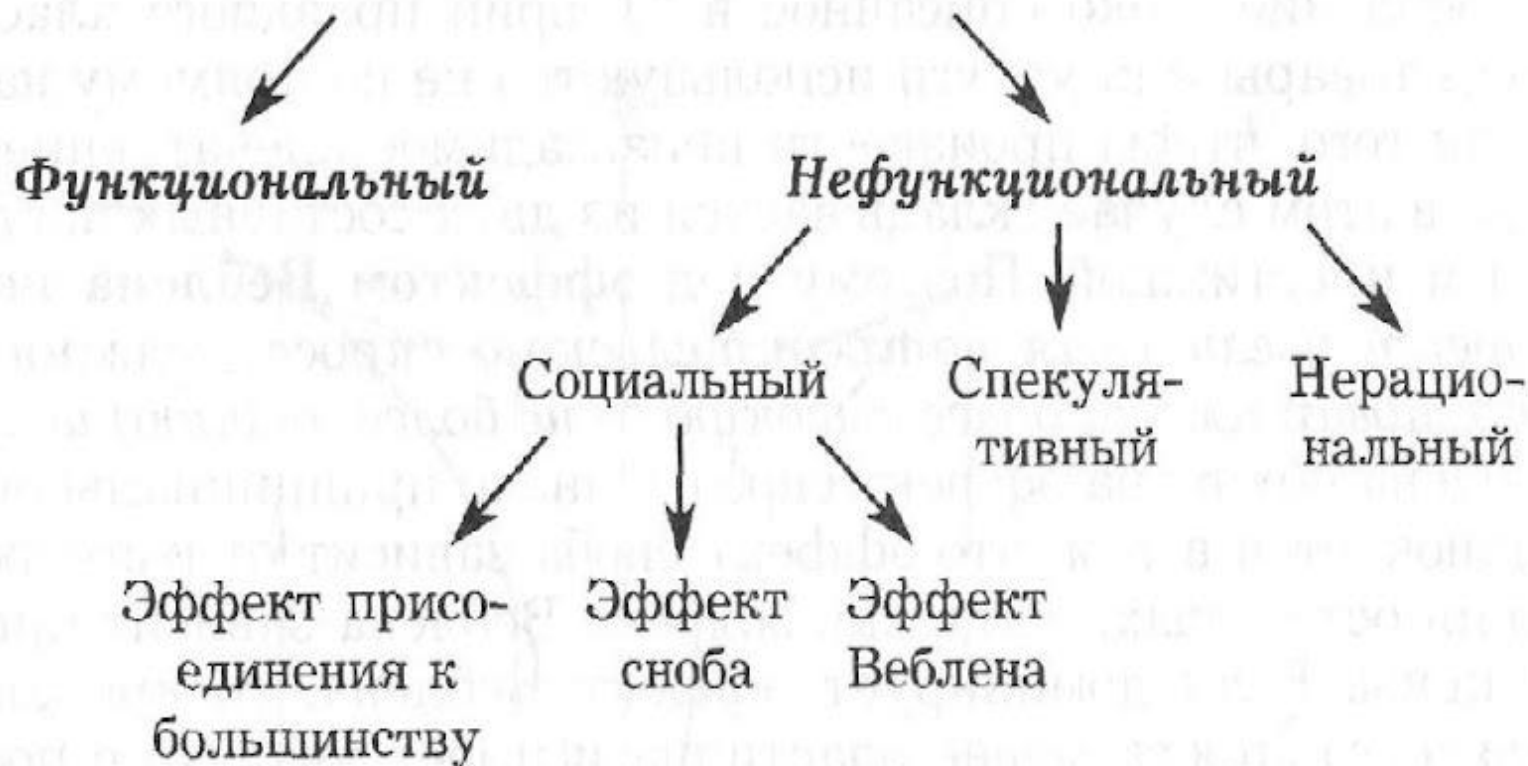 Функциональный Нефункциональный
Социальный Спекуля- Нерацио-
тивный нальный
Эффект присо- Эффект Эффект
единения к сноба Веблена
большинству